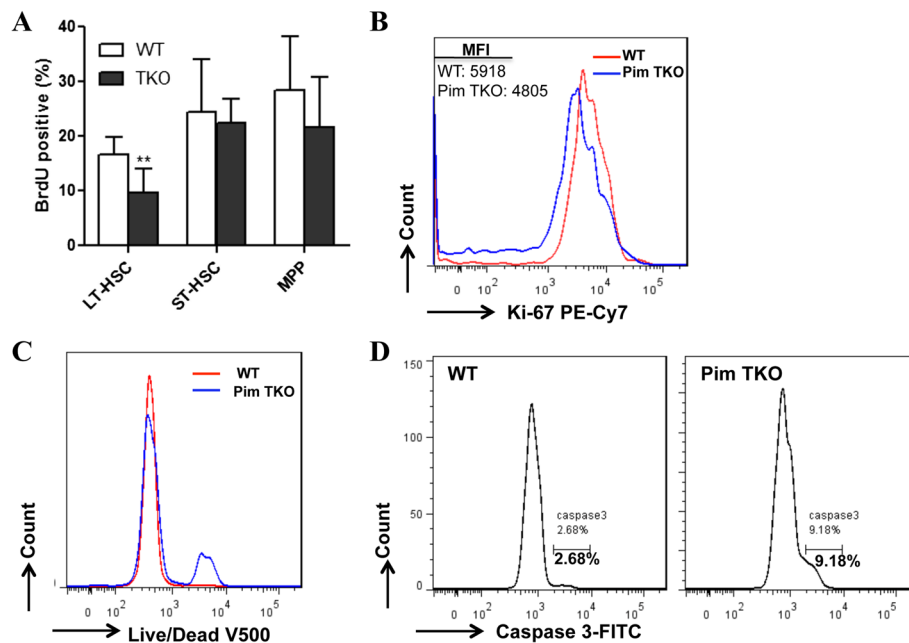 A
40
30
20
10
0
BrdU positive (%)
WT
TKO
**
LT-HSC
ST-HSC
MPP
B
MFI
WT: 5918
Pim TKO: 4805
WT
Pim TKO
Count
0 10² 10³ 10⁴ 10⁵
Ki-67 PE-Cy7
C
WT
Pim TKO
Count
0 10² 10³ 10⁴ 10⁵
Live/Dead V500
D
WT
150
100
50
0
Count
caspase3
2.68%
2.68%
0 10² 10³ 10⁴ 10⁵
Pim TKO
caspase3
9.18%
9.18%
0 10² 10³ 10⁴ 10⁵
Caspase 3-FITC